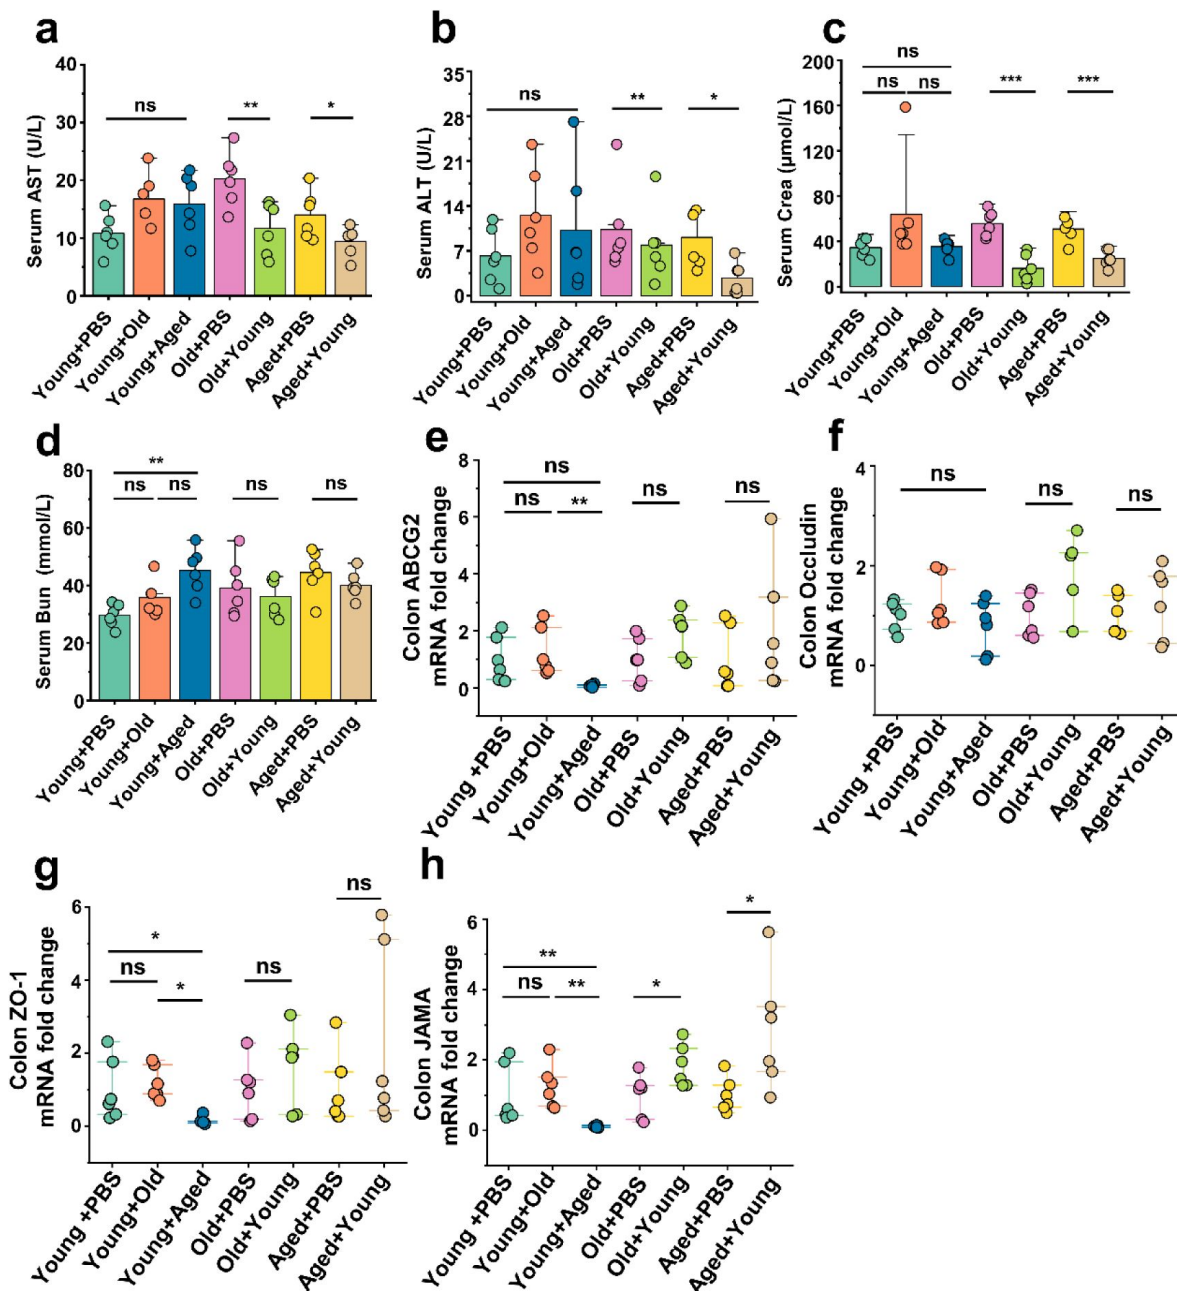 a
Serum AST (U/L)
40
30
20
10
0
ns
**
*
Young+PBS
Young+Old
Young+Aged
Old+PBS
Old+Young
Aged+PBS
Aged+Young
b
Serum ALT (U/L)
35
28
21
14
7
0
ns
**
*
Young+PBS
Young+Old
Young+Aged
Old+PBS
Old+Young
Aged+PBS
Aged+Young
c
Serum Crea (μmol/L)
200
160
80
40
0
ns
ns
ns
***
***
Young+PBS
Young+Old
Young+Aged
Old+PBS
Old+Young
Aged+PBS
Aged+Young
d
Serum Bun (mmol/L)
80
60
40
20
0
**
ns
ns
ns
ns
Young+PBS
Young+Old
Young+Aged
Old+PBS
Old+Young
Aged+PBS
Aged+Young
e
Colon ABCG2
mRNA fold change
8
6
4
2
0
ns
ns
**
ns
ns
Young +PBS
Young+Old
Young+Aged
Old+PBS
Old+Young
Aged+PBS
Aged+Young
f
Colon Occludin
mRNA fold change
4
2
0
ns
ns
ns
Young +PBS
Young+Old
Young+Aged
Old+PBS
Old+Young
Aged+PBS
Aged+Young
g
Colon ZO-1
mRNA fold change
6
4
2
0
*
ns
*
ns
ns
Young +PBS
Young+Old
Young+Aged
Old+PBS
Old+Young
Aged+PBS
Aged+Young
h
Colon JAMA
mRNA fold change
6
4
2
0
**
ns
**
*
*
Young +PBS
Young+Old
Young+Aged
Old+PBS
Old+Young
Aged+PBS
Aged+Young